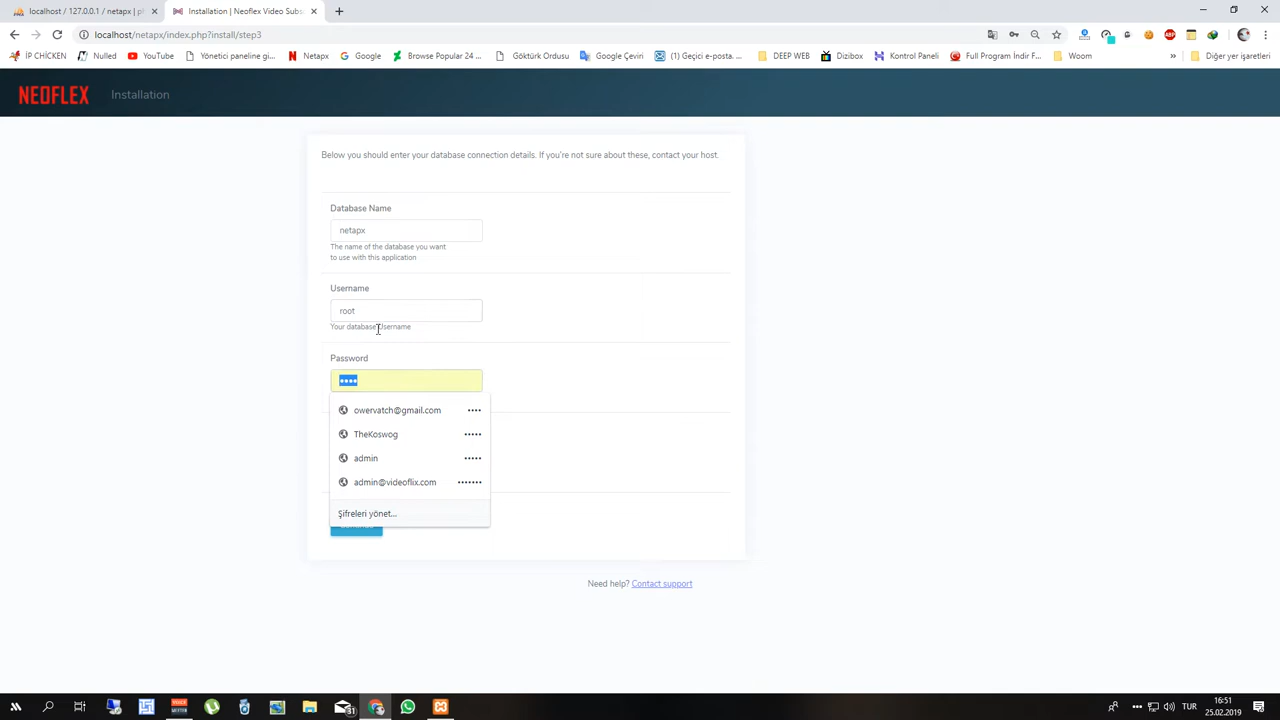 localhost / 127.0.0.1 / netapx | pl
Installation | Neoflex Video Subs
localhost/netapx/index.php?install/step3
İP CHİCKEN
Nulled
YouTube
Yönetici paneline gi...
Netapx
Google
Browse Popular 24 ...
Göktürk Ordusu
Google Çeviri
(1) Geçici e-posta. ...
DEEP WEB
Dizibox
Kontrol Paneli
Full Program İndir F...
Woom
»
Diğer yer işaretleri
NEOFLEX
Installation
Below you should enter your database connection details. If you're not sure about these, contact your host.
Database Name
netapx
The name of the database you want
to use with this application
Username
root
Your database Username
Password
••••
owervatch@gmail.com ••••
TheKoswog •••••
admin •••••
admin@videoflix.com •••••••
Şifreleri yönet...
Need help? Contact support
31
TUR
16:51
25.02.2019